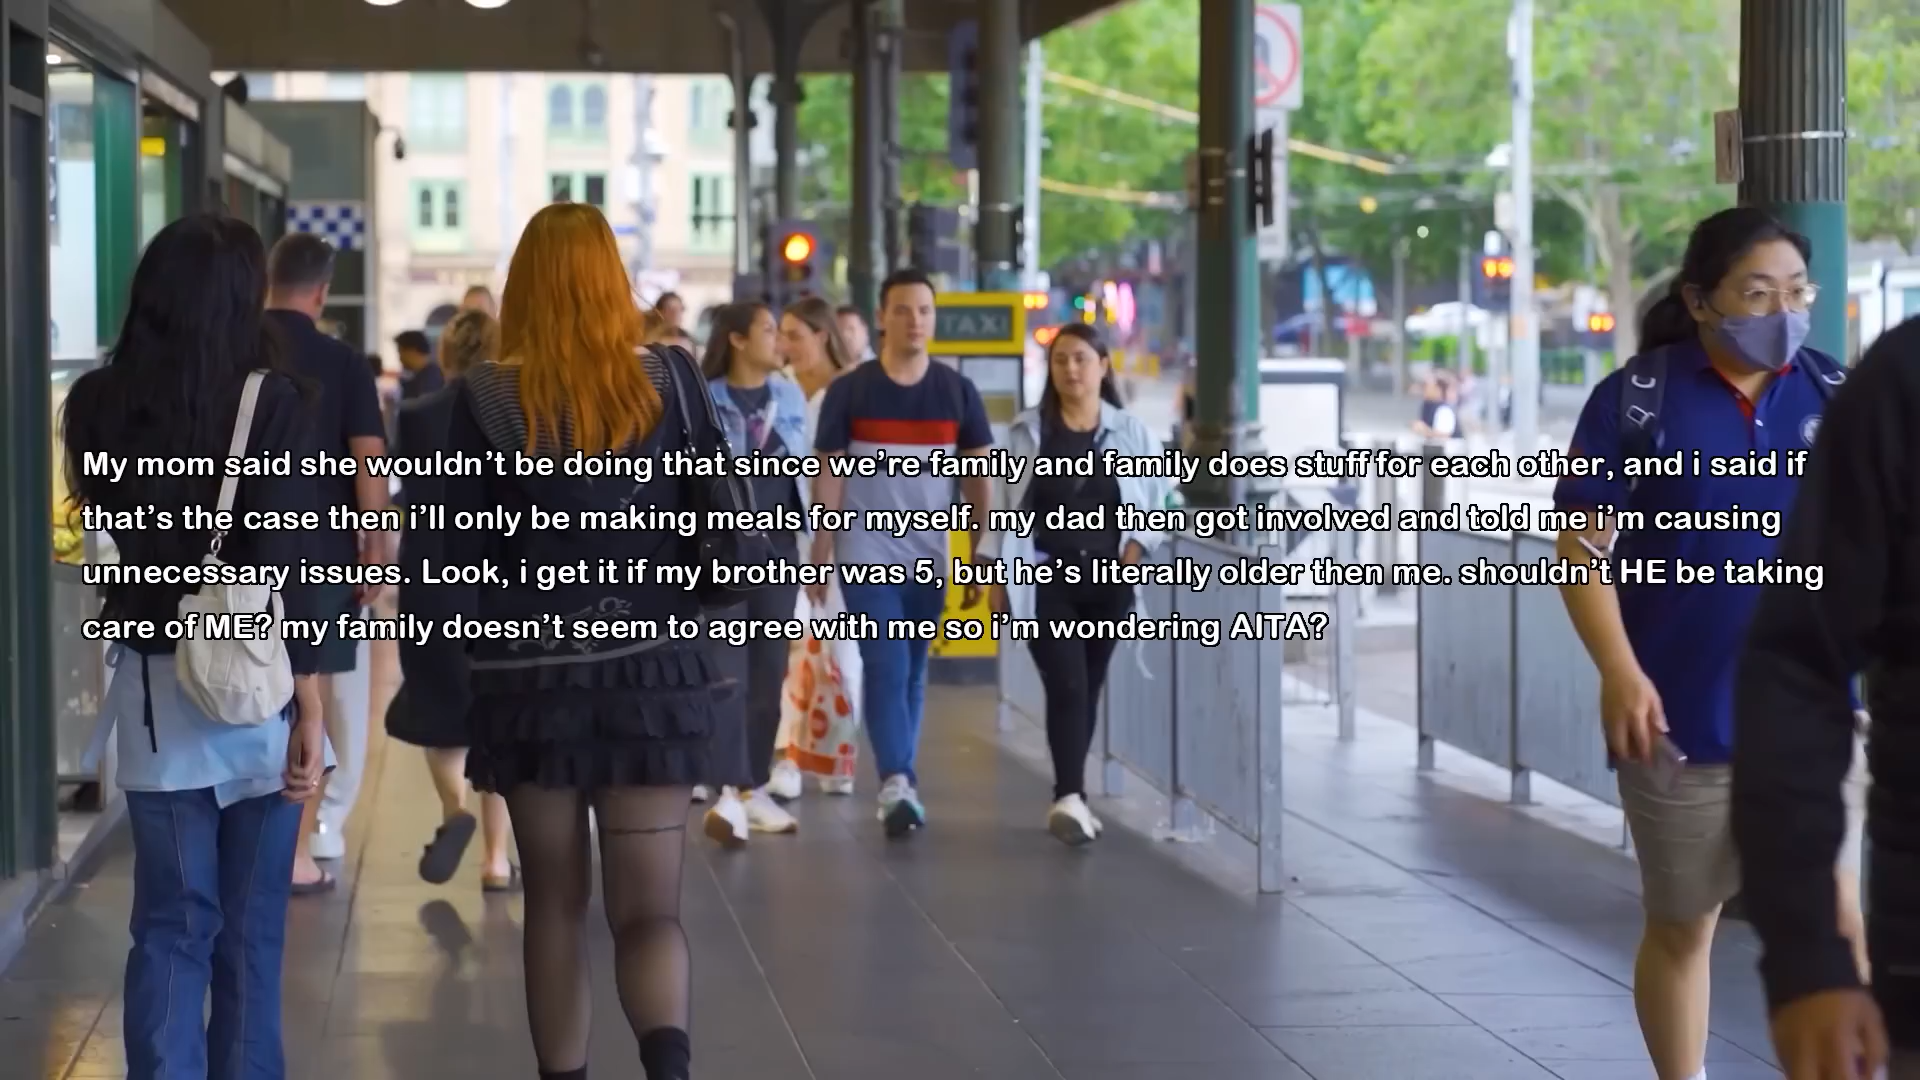 TAXI
My mom said she wouldn’t be doing that since we’re family and family does stuff for each other, and i said if
that’s the case then i’ll only be making meals for myself. my dad then got involved and told me i’m causing
unnecessary issues. Look, i get it if my brother was 5, but he’s literally older then me. shouldn’t HE be taking
care of ME? my family doesn’t seem to agree with me so i’m wondering AITA?